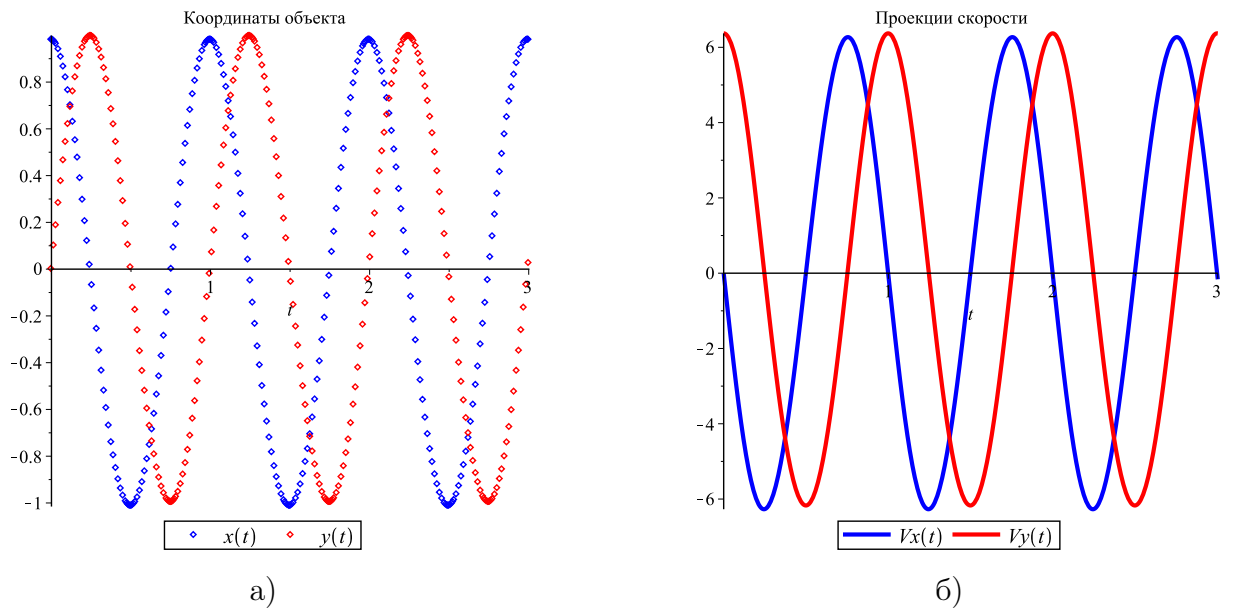 Координаты объекта
0.8
0.6
0.4
0.2
0
-0.2
-0.4
-0.6
-0.8
-1
1
2
3
t
x(t)
y(t)
а)
Проекции скорости
6
4
2
0
-2
-4
-6
1
2
3
t
Vx(t)
Vy(t)
б)